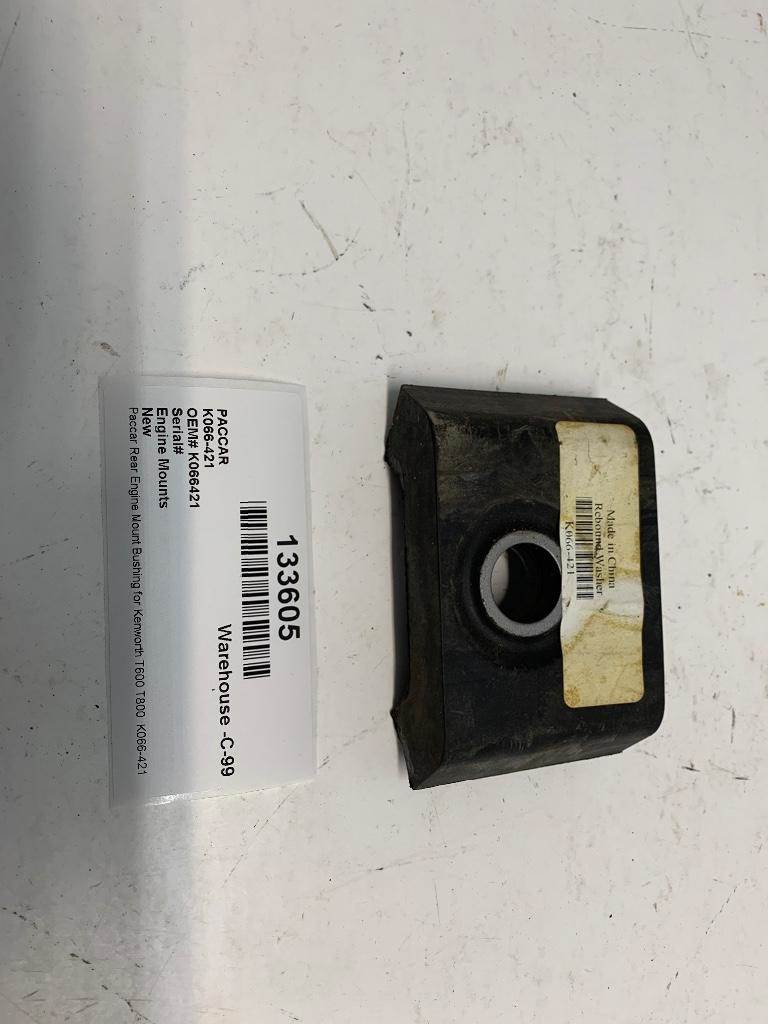 133605
Warehouse -C-99
PACCAR
K066-421
OEM# K066421
Serial#
Engine Mounts
New
Paccar Rear Engine Mount Bushing for Kenworth T600 T800 K066-421
Made in China
Rebound Washer
K066-421